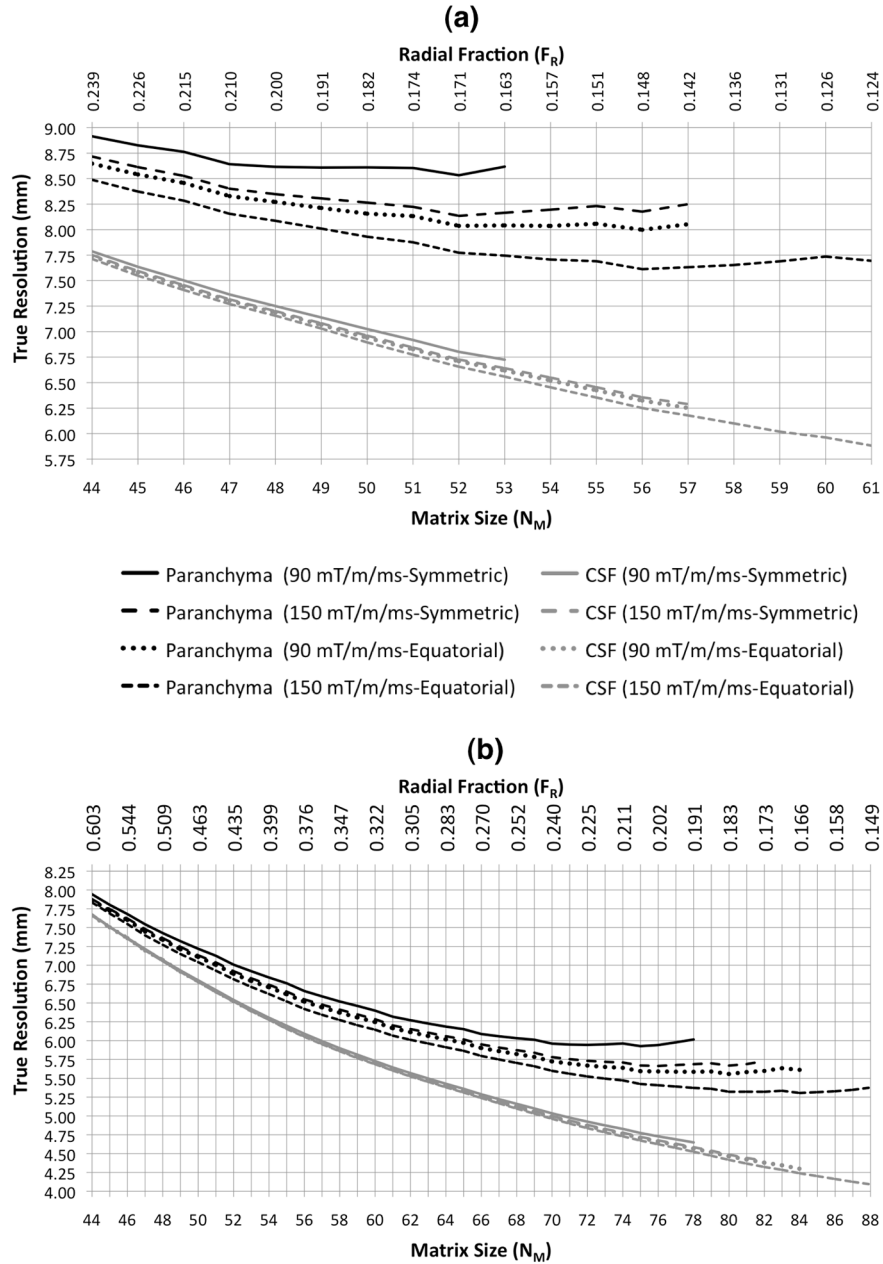 (a)
Radial Fraction (F_R)
0.239 0.226 0.215 0.210 0.200 0.191 0.182 0.174 0.171 0.163 0.157 0.151 0.148 0.142 0.136 0.131 0.126 0.124
True Resolution (mm)
9.00
8.75
8.50
8.25
8.00
7.75
7.50
7.25
7.00
6.75
6.50
6.25
6.00
5.75
44 45 46 47 48 49 50 51 52 53 54 55 56 57 58 59 60 61
Matrix Size (N_M)
Paranchyma (90 mT/m/ms-Symmetric)
CSF (90 mT/m/ms-Symmetric)
Paranchyma (150 mT/m/ms-Symmetric)
CSF (150 mT/m/ms-Symmetric)
Paranchyma (90 mT/m/ms-Equatorial)
CSF (90 mT/m/ms-Equatorial)
Paranchyma (150 mT/m/ms-Equatorial)
CSF (150 mT/m/ms-Equatorial)
(b)
Radial Fraction (F_R)
0.603 0.544 0.509 0.463 0.435 0.399 0.376 0.347 0.322 0.305 0.283 0.270 0.252 0.240 0.225 0.211 0.202 0.191 0.183 0.173 0.166 0.158 0.149
True Resolution (mm)
8.25
8.00
7.75
7.50
7.25
7.00
6.75
6.50
6.25
6.00
5.75
5.50
5.25
5.00
4.75
4.50
4.25
4.00
44 46 48 50 52 54 56 58 60 62 64 66 68 70 72 74 76 78 80 82 84 86 88
Matrix Size (N_M)